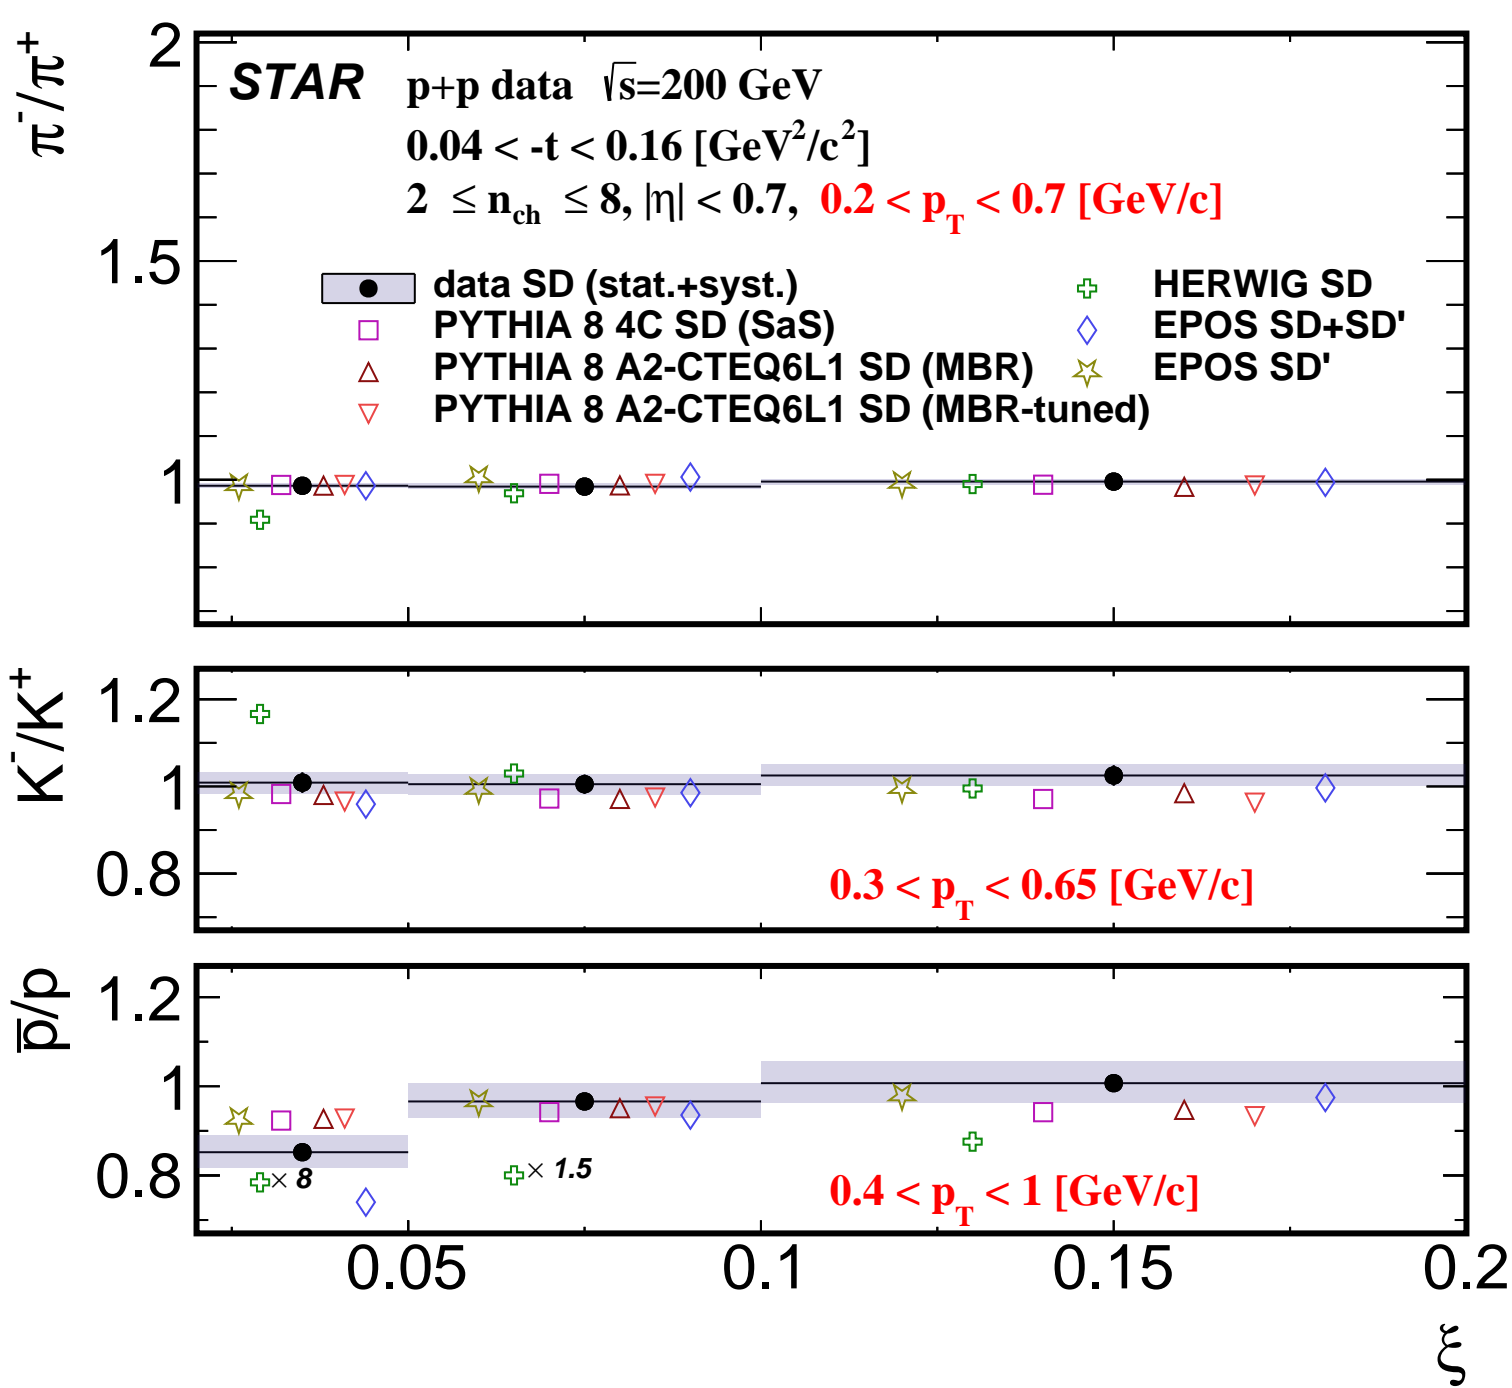 π⁻/π⁺
2
1.5
1
STAR p+p data √s=200 GeV
0.04 < -t < 0.16 [GeV²/c²]
2 ≤ n_ch ≤ 8, |η| < 0.7, 0.2 < p_T < 0.7 [GeV/c]
data SD (stat.+syst.)
PYTHIA 8 4C SD (SaS)
PYTHIA 8 A2-CTEQ6L1 SD (MBR)
PYTHIA 8 A2-CTEQ6L1 SD (MBR-tuned)
HERWIG SD
EPOS SD+SD'
EPOS SD'
K⁻/K⁺
1.2
1
0.8
0.3 < p_T < 0.65 [GeV/c]
p̅/p
1.2
1
0.8
× 8
× 1.5
0.4 < p_T < 1 [GeV/c]
0.05 0.1 0.15 0.2
ξ